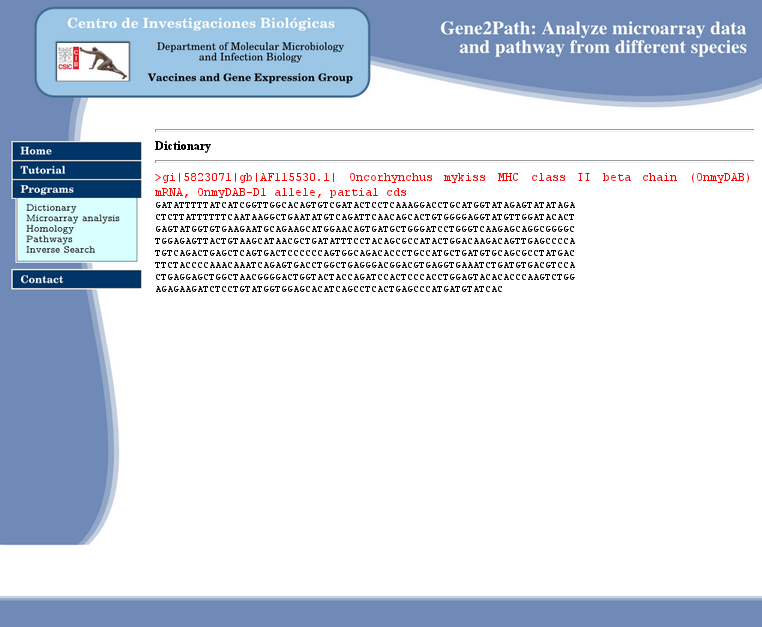 Centro de Investigaciones Biológicas
CSIC
CIB
Department of Molecular Microbiology
and Infection Biology
Vaccines and Gene Expression Group
Gene2Path: Analyze microarray data
and pathway from different species
Home
Tutorial
Programs
Dictionary
Microarray analysis
Homology
Pathways
Inverse Search
Contact
Dictionary
>gi|5823071|gb|AF115530.1| Oncorhynchus mykiss MHC class II beta chain (OnmyDAB)
mRNA, OnmyDAB-D1 allele, partial cds
GATATTTTTATCATCGGTTGGCACAGTGTCGATACTCCTCAAAGGACCTGCATGGTATAGAGTATATAGA
CTCTTATTTTTTCAATAAGGCTGAATATGTCAGATTCAACAGCACTGTGGGGAGGTATGTTGGATACACT
GAGTATGGTGTGAAGAATGCAGAAGCATGGAACAGTGATGCTGGGATCCTGGGTCAAGAGCAGGCGGGGC
TGGAGAGTTACTGTAAGCATAACGCTGATATTTCCTACAGCGCCATACTGGACAAGACAGTTGAGCCCCA
TGTCAGACTGAGCTCAGTGACTCCCCCCAGTGGCAGACACCCTGCCATGCTGATGTGCAGCGCCTATGAC
TTCTACCCCAAACAAATCAGAGTGACCTGGCTGAGGGACGGACGTGAGGTGAAATCTGATGTGACGTCCA
CTGAGGAGCTGGCTAACGGGGACTGGTACTACCAGATCCACTCCCACCTGGAGTACACACCCAAGTCTGG
AGAGAAGATCTCCTGTATGGTGGAGCACATCAGCCTCACTGAGCCCATGATGTATCAC